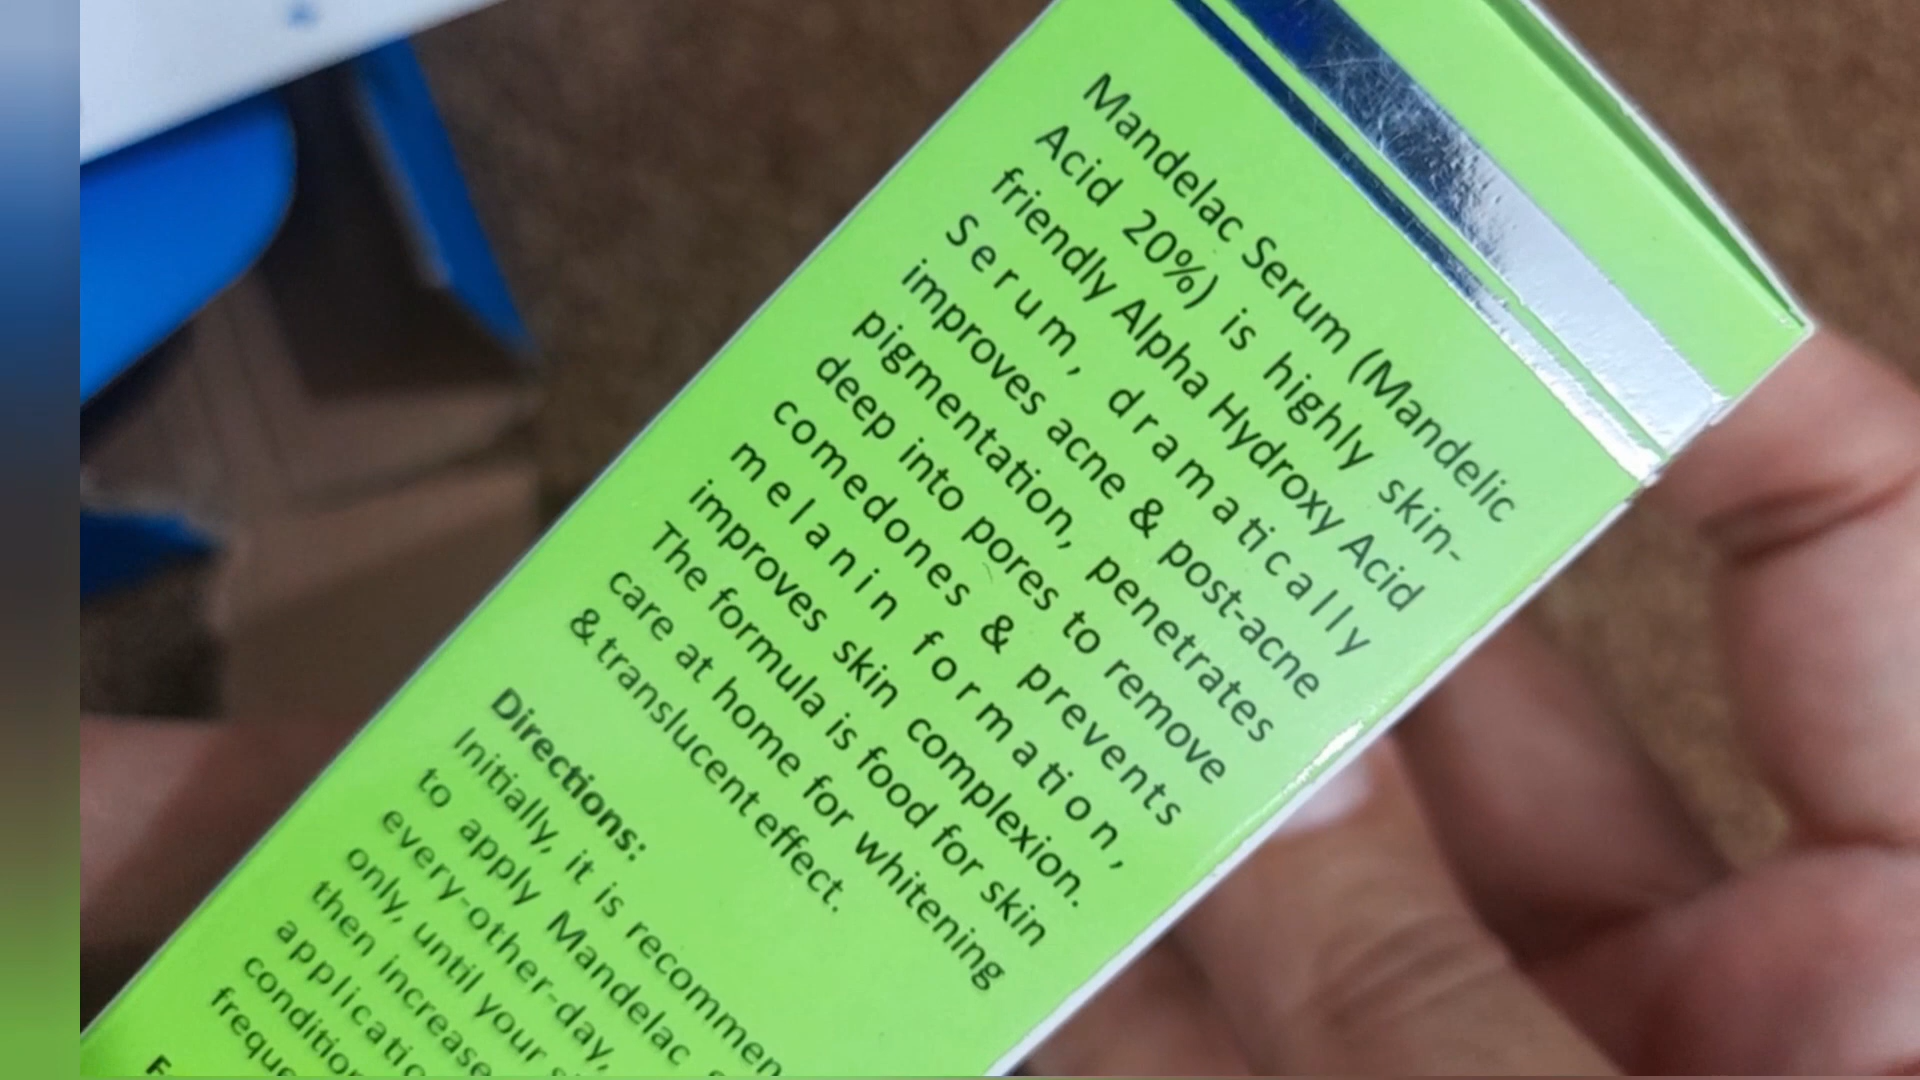 Mandelac Serum (Mandelic
Acid 20%) is highly skin-
friendly Alpha Hydroxy Acid
Serum, dramatically
improves acne & post-acne
pigmentation, penetrates
deep into pores to remove
comedones & prevents
melanin formation,
improves skin complexion.
The formula is food for skin
care at home for whitening
& translucent effect.
Directions:
Initially, it is recommen
to apply Mandelac
every-other-day,
only, until your
then increase
applicatio
condition
freque